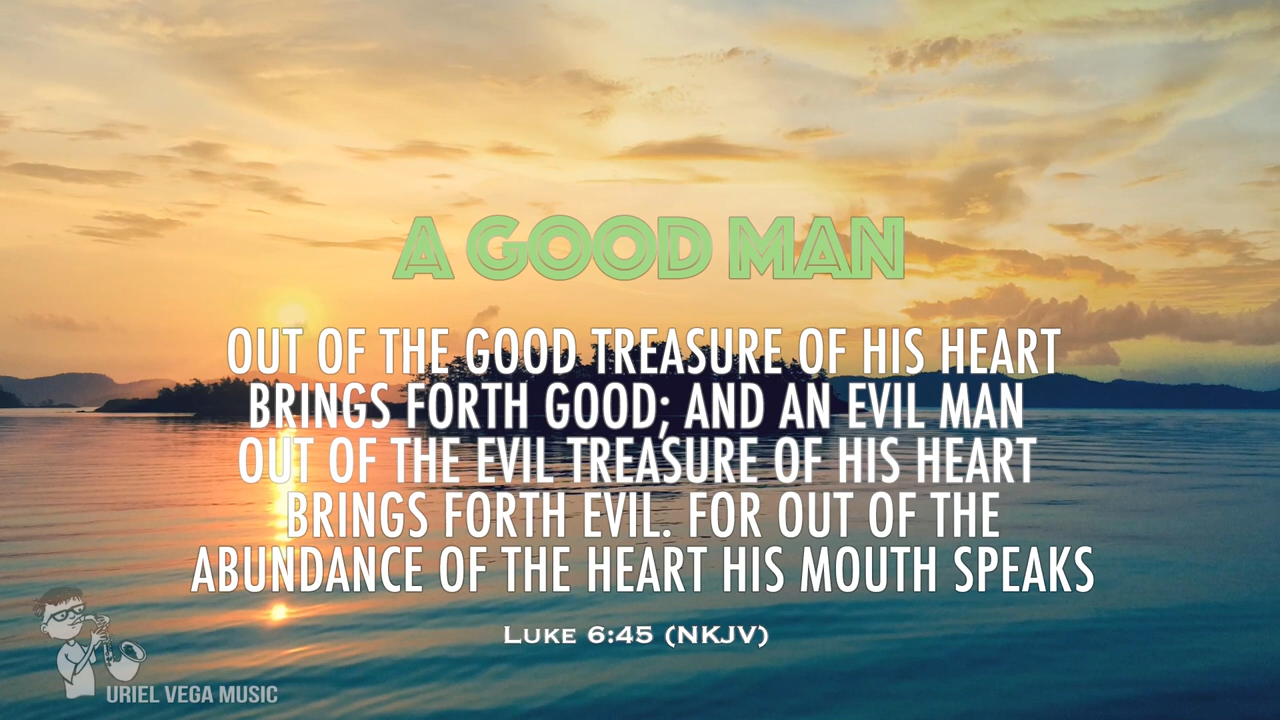 A GOOD MAN
OUT OF THE GOOD TREASURE OF HIS HEART
BRINGS FORTH GOOD; AND AN EVIL MAN
OUT OF THE EVIL TREASURE OF HIS HEART
BRINGS FORTH EVIL. FOR OUT OF THE
ABUNDANCE OF THE HEART HIS MOUTH SPEAKS
LUKE 6:45 (NKJV)
URIEL VEGA MUSIC